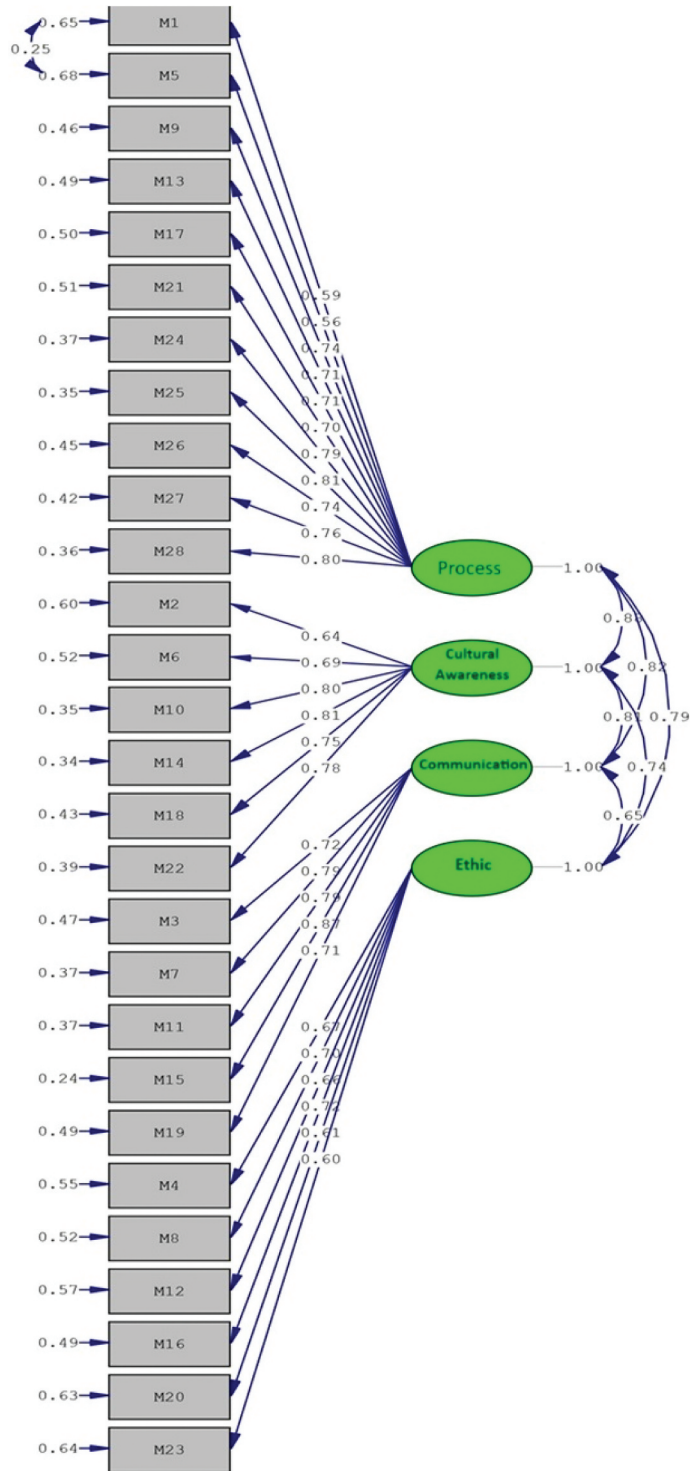 0.65 M1
0.25
0.68 M5
0.46 M9
0.49 M13
0.50 M17
0.51 M21
0.59
0.56
0.37 M24
0.74
0.71
0.35 M25
0.71
0.70
0.45 M26
0.79
0.81
0.42 M27
0.74
0.76
0.36 M28
0.80
Process 1.00
0.60 M2
0.88
0.64
0.52 M6
0.69
Cultural
Awareness
1.00 0.82
0.80
0.35 M10
0.81
0.81 0.79
0.34 M14
0.75
Communication 1.00 0.74
0.78
0.43 M18
0.65
0.72
0.39 M22
Ethic 1.00
0.79
0.79
0.47 M3
0.87
0.71
0.37 M7
0.37 M11
0.67
0.70
0.24 M15
0.66
0.72
0.49 M19
0.61
0.60
0.55 M4
0.52 M8
0.57 M12
0.49 M16
0.63 M20
0.64 M23